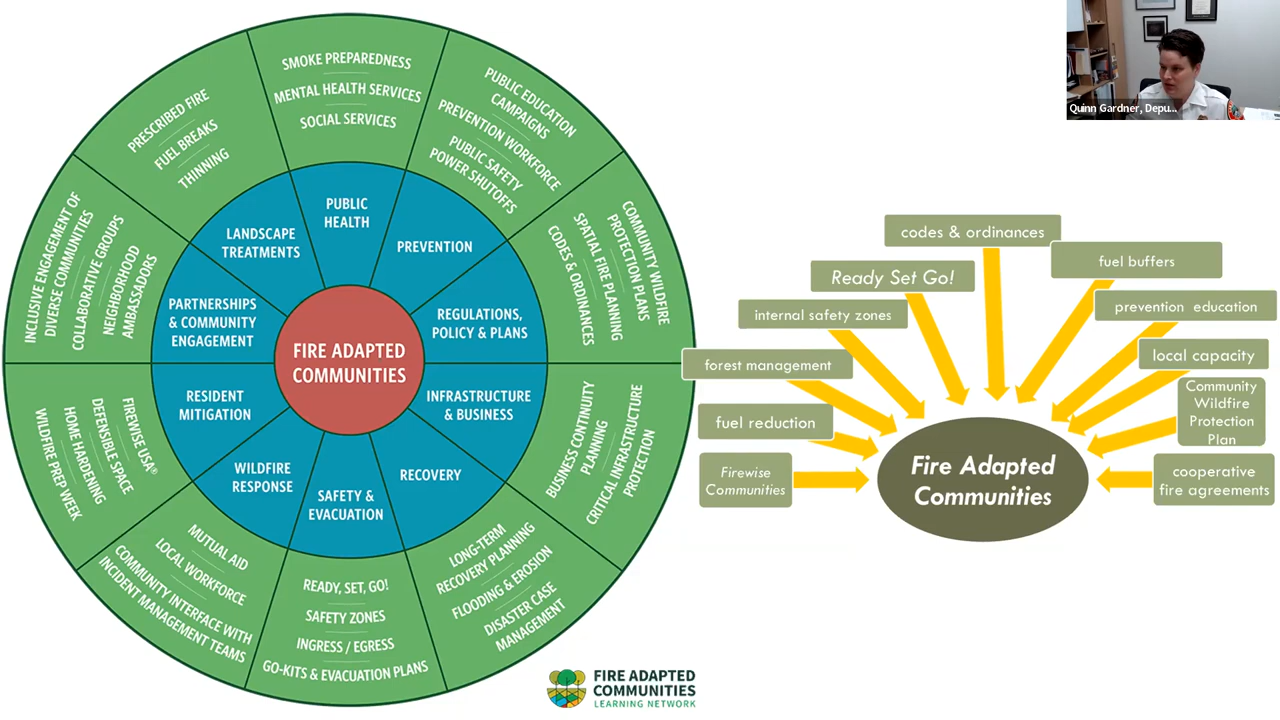 SMOKE PREPAREDNESS
MENTAL HEALTH SERVICES
SOCIAL SERVICES
PUBLIC EDUCATION
CAMPAIGNS
PREVENTION WORKFORCE
PUBLIC SAFETY
POWER SHUTOFFS
COMMUNITY WILDFIRE
PROTECTION PLANS
SPATIAL FIRE PLANNING
CODES & ORDINANCES
BUSINESS CONTINUITY
PLANNING
CRITICAL INFRASTRUCTURE
PROTECTION
LONG-TERM
RECOVERY PLANNING
FLOODING & EROSION
DISASTER CASE
MANAGEMENT
READY, SET, GO!
SAFETY ZONES
INGRESS / EGRESS
GO-KITS & EVACUATION PLANS
MUTUAL AID
LOCAL WORKFORCE
COMMUNITY INTERFACE WITH
INCIDENT MANAGEMENT TEAMS
FIREWISE USA®
DEFENSIBLE SPACE
HOME HARDENING
WILDFIRE PREP WEEK
INCLUSIVE ENGAGEMENT OF
DIVERSE COMMUNITIES
COLLABORATIVE GROUPS
NEIGHBORHOOD
AMBASSADORS
PRESCRIBED FIRE
FUEL BREAKS
THINNING
PUBLIC
HEALTH
PREVENTION
REGULATIONS,
POLICY & PLANS
INFRASTRUCTURE
& BUSINESS
RECOVERY
SAFETY &
EVACUATION
WILDFIRE
RESPONSE
RESIDENT
MITIGATION
PARTNERSHIPS
& COMMUNITY
ENGAGEMENT
LANDSCAPE
TREATMENTS
FIRE ADAPTED
COMMUNITIES
FIRE ADAPTED
COMMUNITIES
LEARNING NETWORK
Quinn Gardner, Depu...
codes & ordinances
Ready Set Go!
fuel buffers
internal safety zones
prevention education
forest management
local capacity
fuel reduction
Community
Wildfire
Protection
Plan
Firewise
Communities
cooperative
fire agreements
Fire Adapted
Communities